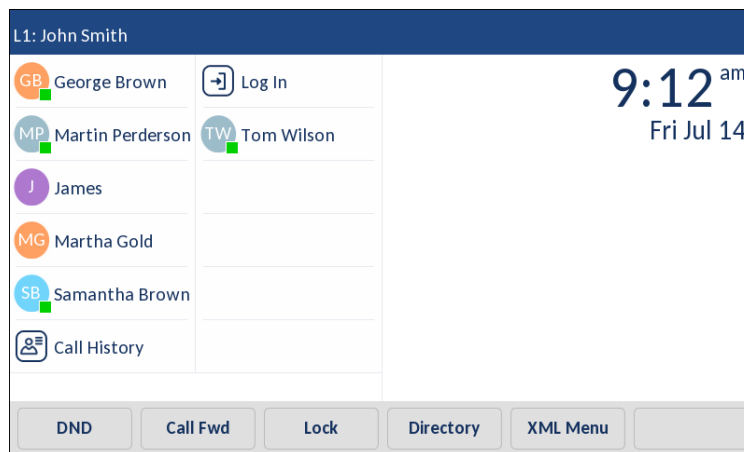 L1: John Smith
GB George Brown
Log In
MP Martin Perderson
TW Tom Wilson
J James
MG Martha Gold
SB Samantha Brown
Call History
9:12 am
Fri Jul 14
DND Call Fwd Lock Directory XML Menu